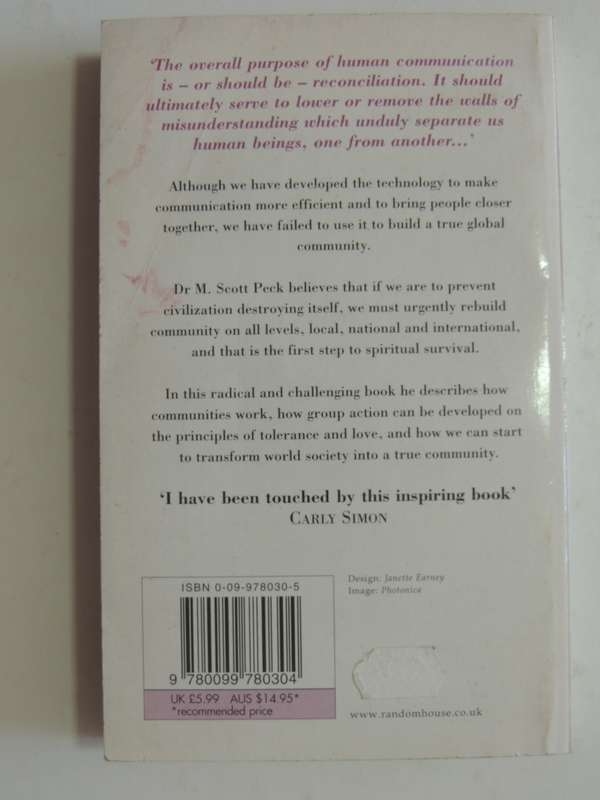 ‘The overall purpose of human communication
is – or should be – reconciliation. It should
ultimately serve to lower or remove the walls of
misunderstanding which unduly separate us
human beings, one from another...’
Although we have developed the technology to make
communication more efficient and to bring people closer
together, we have failed to use it to build a true global
community.
Dr M. Scott Peck believes that if we are to prevent
civilization destroying itself, we must urgently rebuild
community on all levels, local, national and international,
and that is the first step to spiritual survival.
In this radical and challenging book he describes how
communities work, how group action can be developed on
the principles of tolerance and love, and how we can start
to transform world society into a true community.
‘I have been touched by this inspiring book’
CARLY SIMON
ISBN 0-09-978030-5
9 780099 780304
UK £5.99 AUS $14.95*
*recommended price
Design: Janette Earney
Image: Photonica
www.randomhouse.co.uk